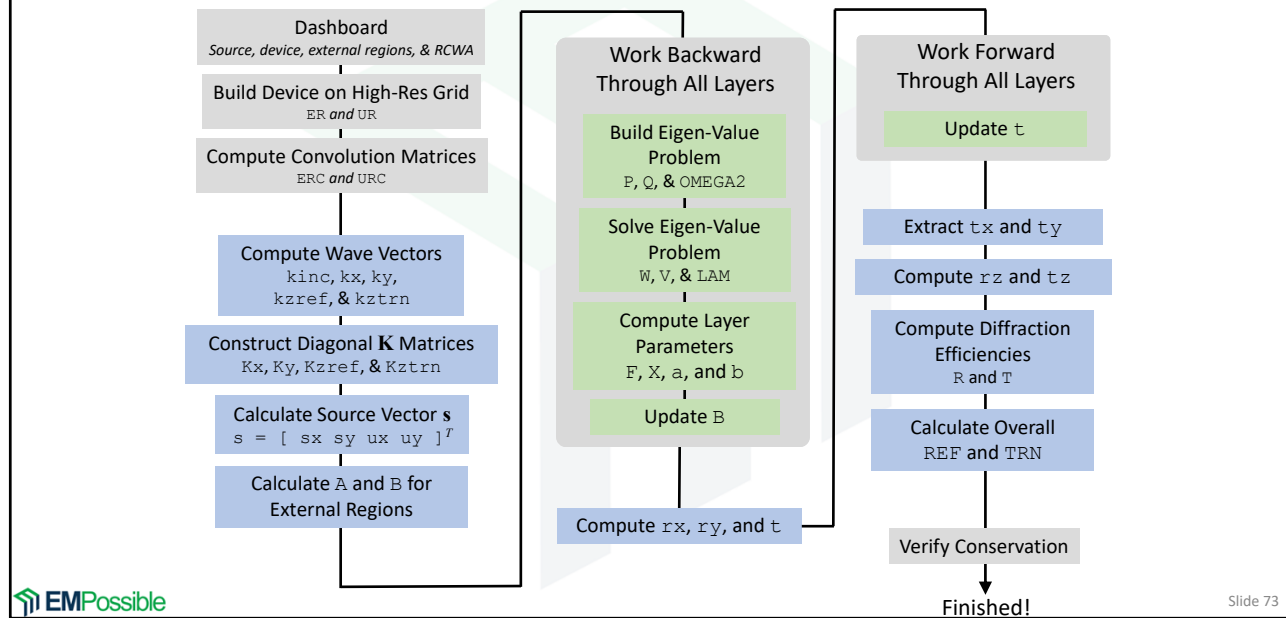 Dashboard
Source, device, external regions, & RCWA
Build Device on High-Res Grid
ER and UR
Compute Convolution Matrices
ERC and URC
Compute Wave Vectors
kinc, kx, ky,
kzref, & kztrn
Construct Diagonal K Matrices
Kx, Ky, Kzref, & Kztrn
Calculate Source Vector s
s = [ sx sy ux uy ]^T
Calculate A and B for
External Regions
Work Backward
Through All Layers
Build Eigen-Value
Problem
P, Q, & OMEGA2
Solve Eigen-Value
Problem
W, V, & LAM
Compute Layer
Parameters
F, X, a, and b
Update B
Compute rx, ry, and t
Work Forward
Through All Layers
Update t
Extract tx and ty
Compute rz and tz
Compute Diffraction
Efficiencies
R and T
Calculate Overall
REF and TRN
Verify Conservation
Finished!
EMPossible
Slide 73